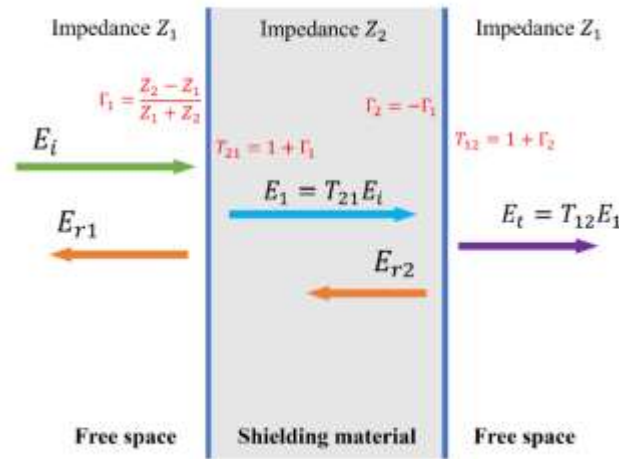 Impedance Z₁ Impedance Z₂ Impedance Z₁
Γ₁ = (Z₂ − Z₁)/(Z₁ + Z₂)
Γ₂ = −Γ₁
T₂₁ = 1 + Γ₁
T₁₂ = 1 + Γ₂
Eᵢ
E₁ = T₂₁Eᵢ
Eₜ = T₁₂E₁
Eᵣ₁
Eᵣ₂
Free space Shielding material Free space